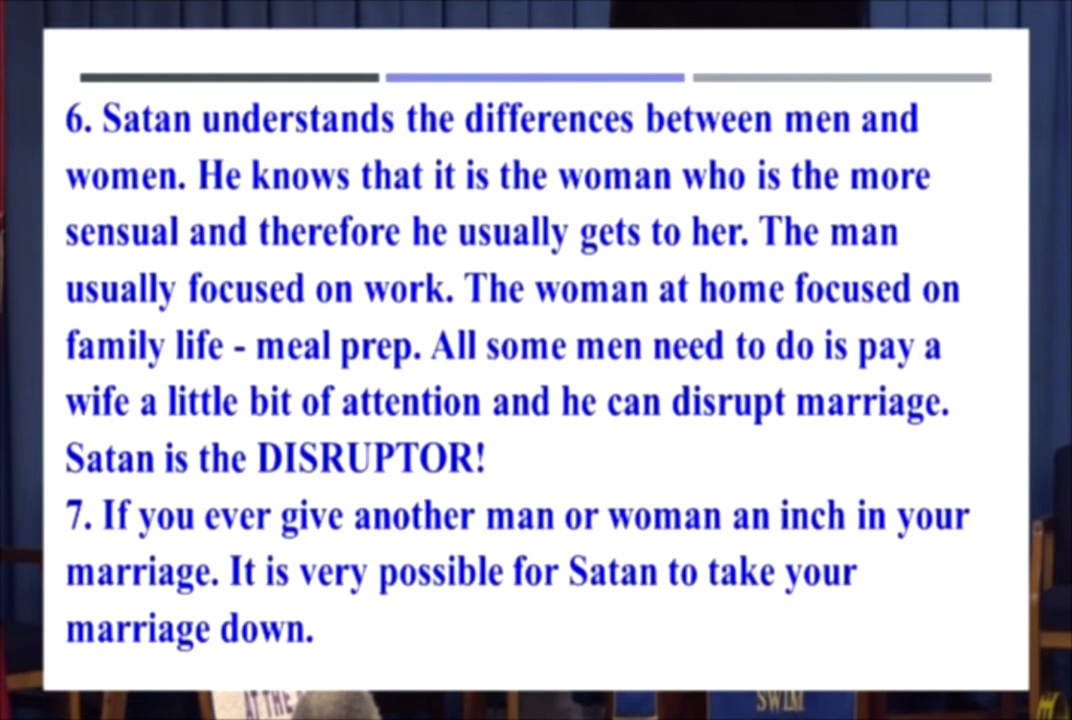 6. Satan understands the differences between men and
women. He knows that it is the woman who is the more
sensual and therefore he usually gets to her. The man
usually focused on work. The woman at home focused on
family life - meal prep. All some men need to do is pay a
wife a little bit of attention and he can disrupt marriage.
Satan is the DISRUPTOR!
7. If you ever give another man or woman an inch in your
marriage. It is very possible for Satan to take your
marriage down.
AT THE
SWIM